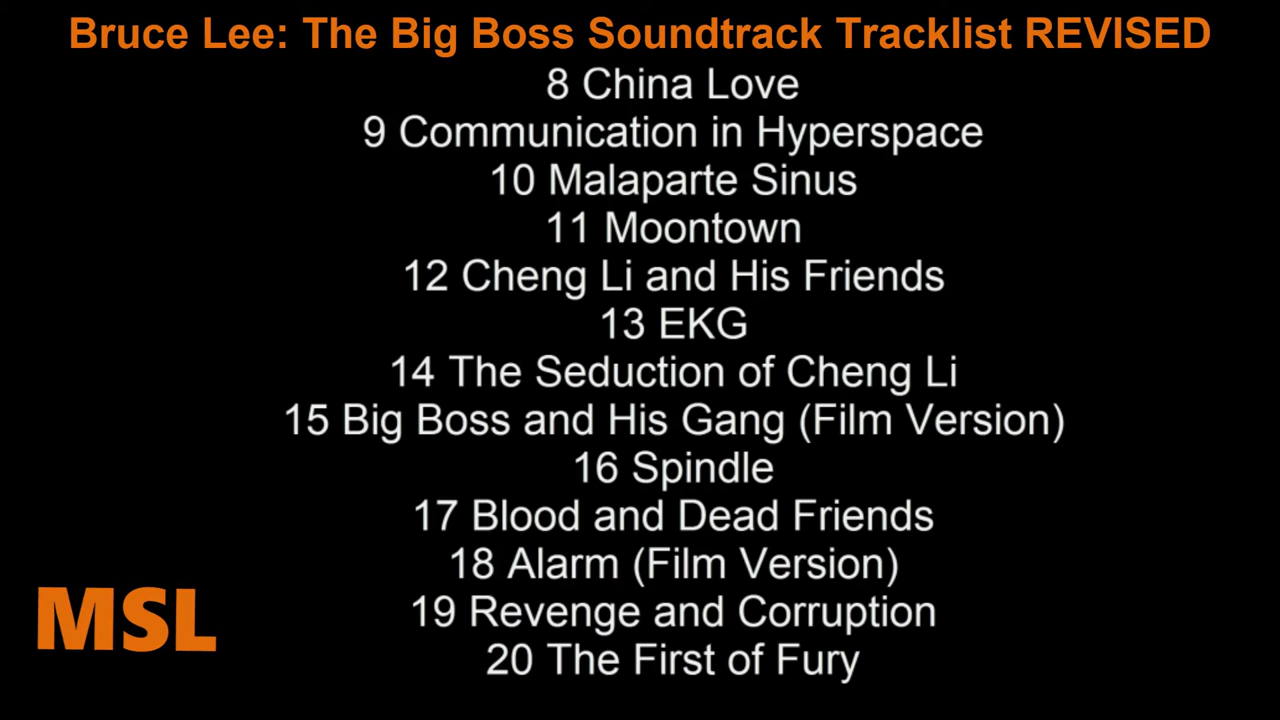 Bruce Lee: The Big Boss Soundtrack Tracklist REVISED
8 China Love
9 Communication in Hyperspace
10 Malaparte Sinus
11 Moontown
12 Cheng Li and His Friends
13 EKG
14 The Seduction of Cheng Li
15 Big Boss and His Gang (Film Version)
16 Spindle
17 Blood and Dead Friends
18 Alarm (Film Version)
19 Revenge and Corruption
20 The First of Fury
MSL